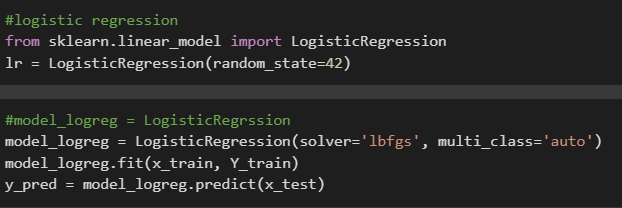 #logistic regression
from sklearn.linear_model import LogisticRegression
lr = LogisticRegression(random_state=42)
#model_logreg = LogisticRegrssion
model_logreg = LogisticRegression(solver='lbfgs', multi_class='auto')
model_logreg.fit(x_train, Y_train)
y_pred = model_logreg.predict(x_test)